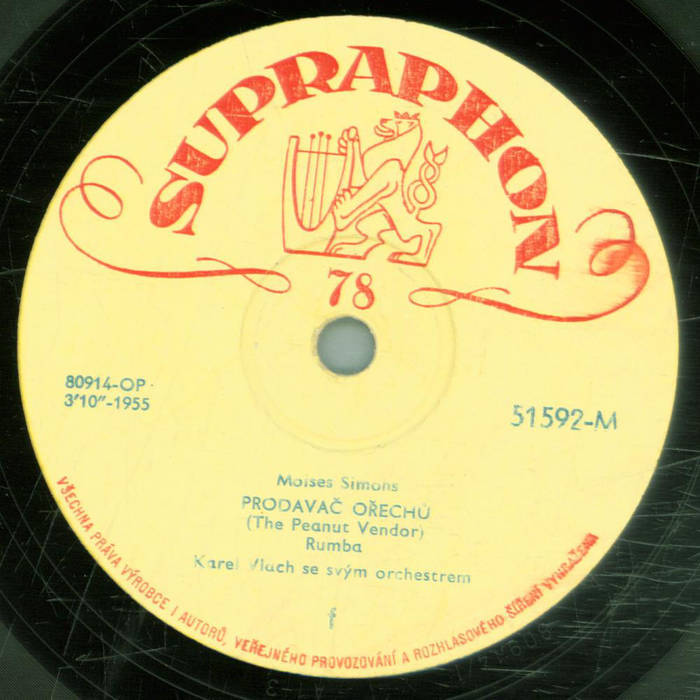 SUPRAPHON
78
80914-OP
3'10"-1955
51592-M
Moises Simons
PRODAVAČ OŘECHŮ
(The Peanut Vendor)
Rumba
Karel Vlach se svým orchestrem
f
VŠECHNA PRÁVA VÝROBCE I AUTORŮ, VEŘEJNÉHO PROVOZOVÁNÍ A ROZHLASOVÉHO ŠÍŘENÍ VYHRAŽENA